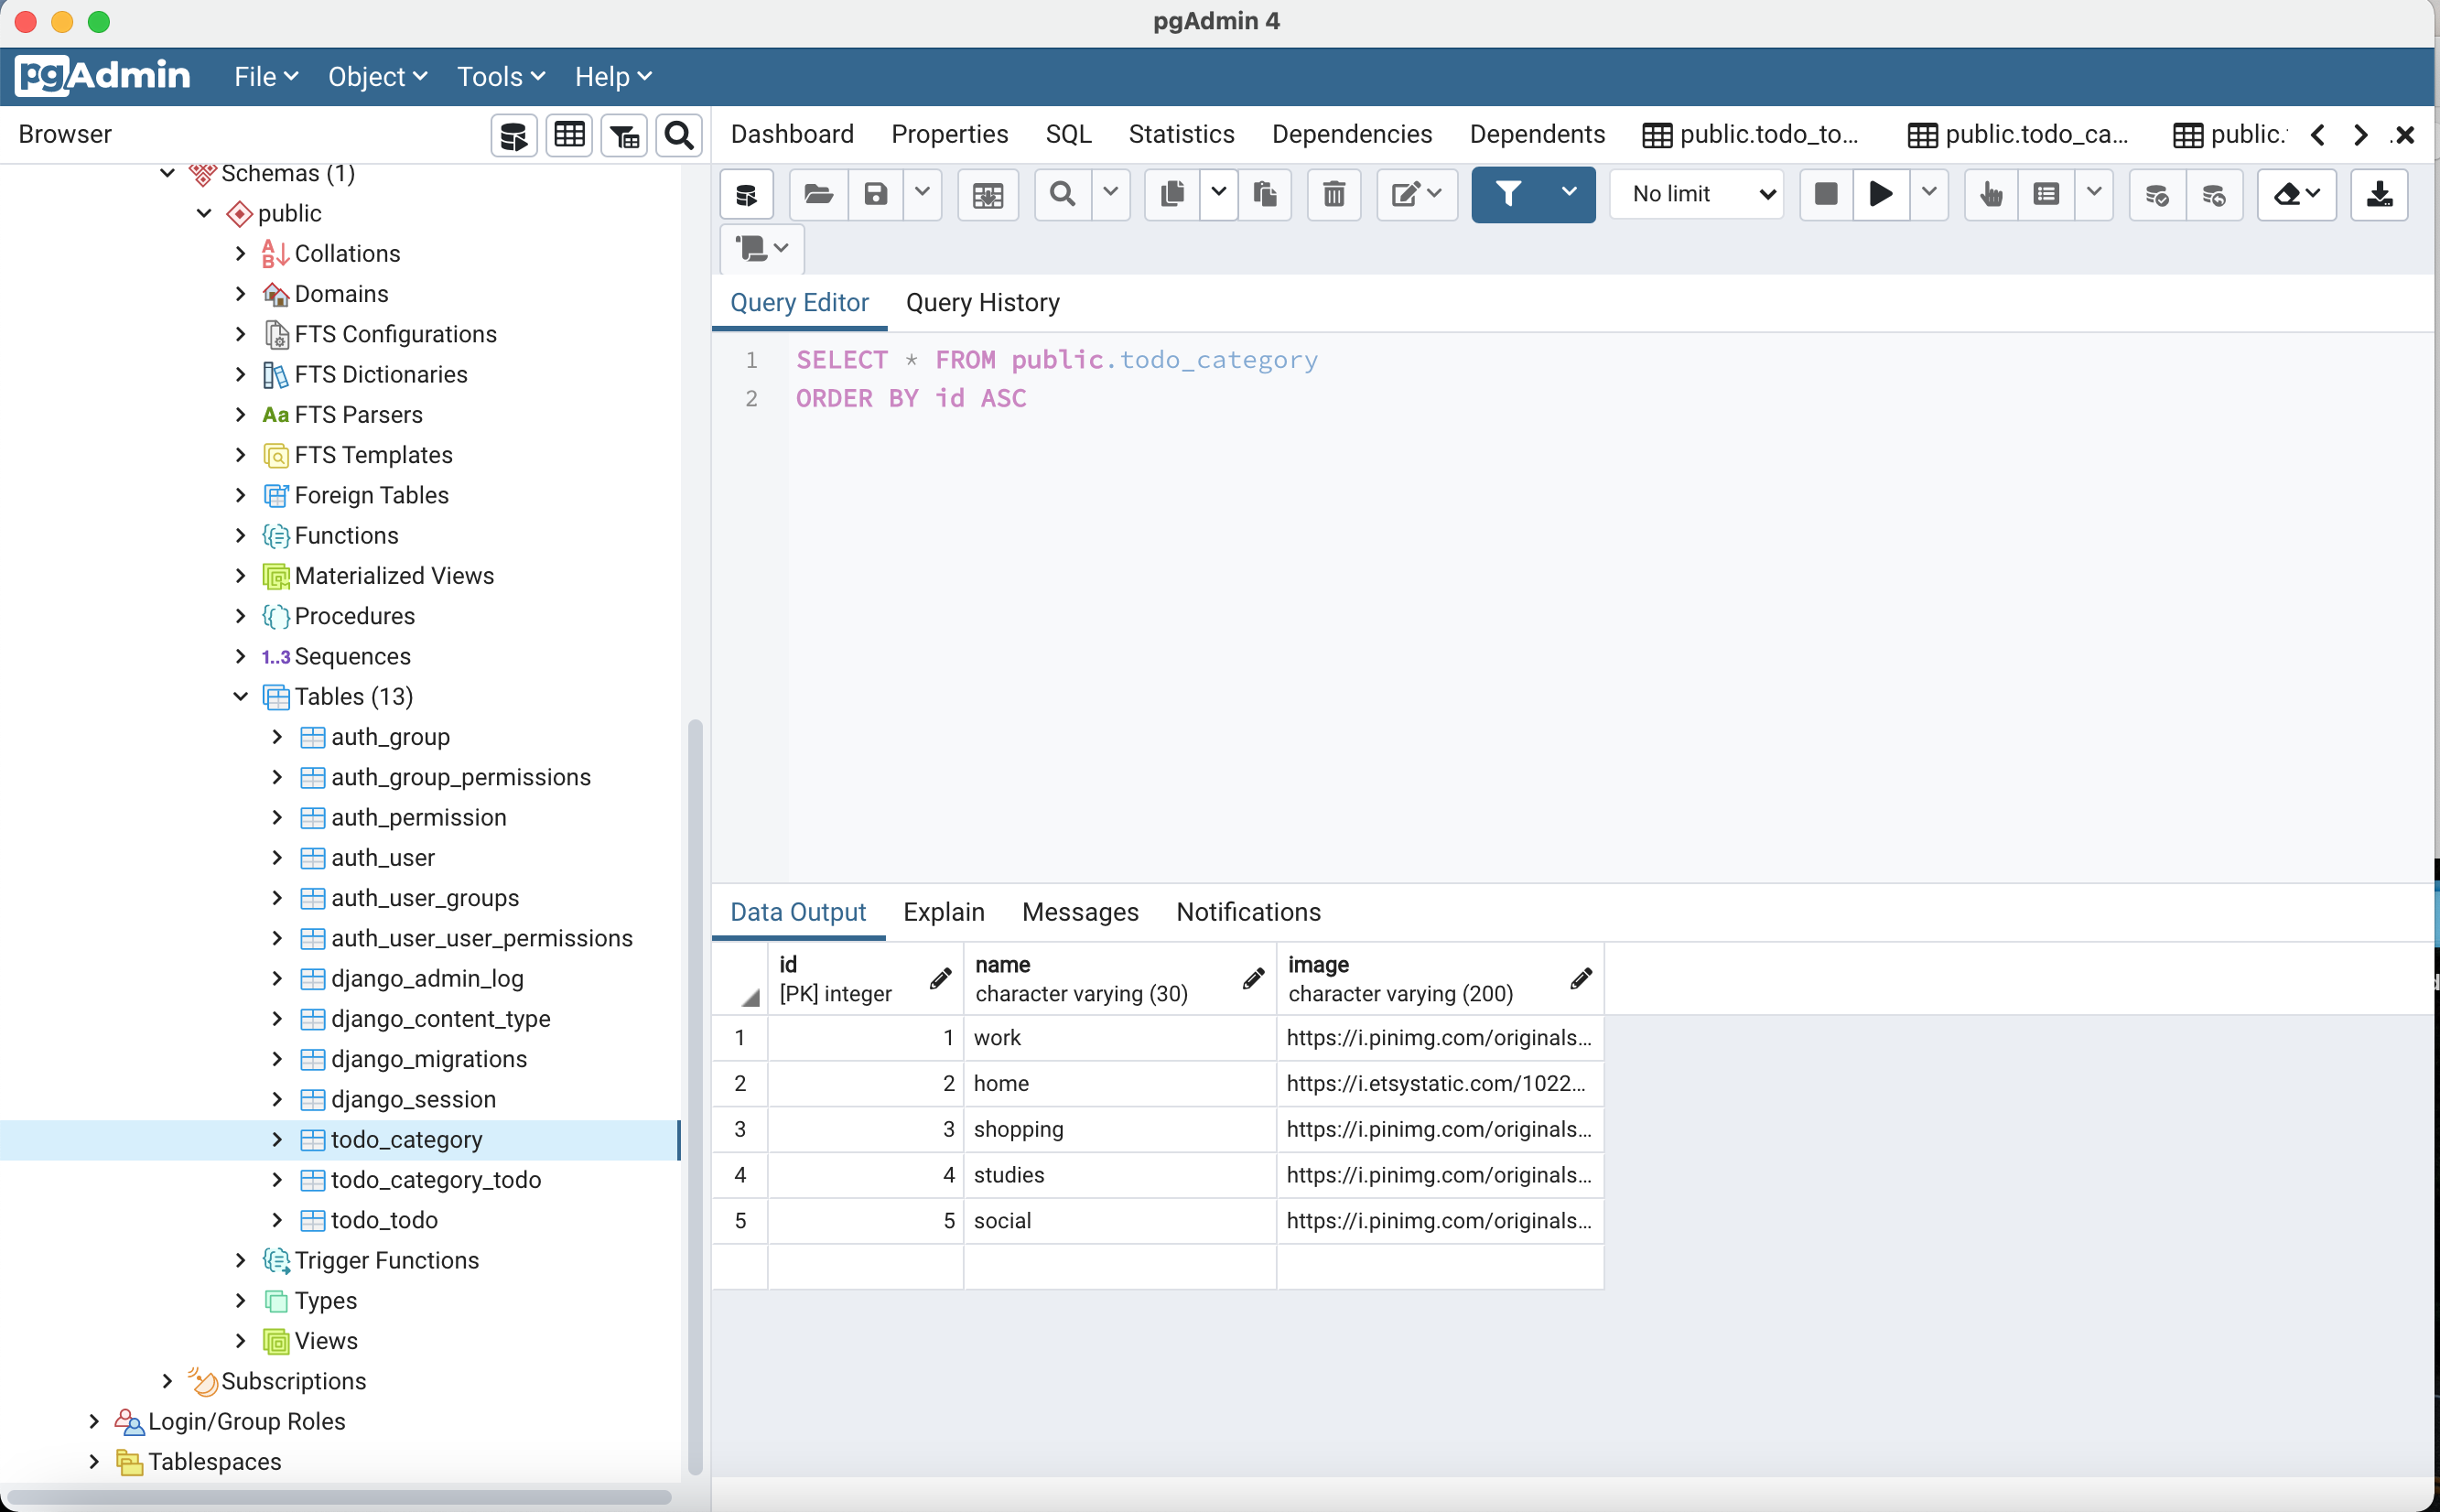 pgAdmin 4
pgAdmin File Object Tools Help
Browser
Dashboard Properties SQL Statistics Dependencies Dependents public.todo_to... public.todo_ca... public.
No limit
Schemas (1)
public
Collations
Domains
FTS Configurations
FTS Dictionaries
Aa FTS Parsers
FTS Templates
Foreign Tables
Functions
Materialized Views
Procedures
1..3 Sequences
Tables (13)
auth_group
auth_group_permissions
auth_permission
auth_user
auth_user_groups
auth_user_user_permissions
django_admin_log
django_content_type
django_migrations
django_session
todo_category
todo_category_todo
todo_todo
Trigger Functions
Types
Views
Subscriptions
Login/Group Roles
Tablespaces
Query Editor Query History
1 SELECT * FROM public.todo_category
2 ORDER BY id ASC
Data Output Explain Messages Notifications
id name image
[PK] integer character varying (30) character varying (200)
1 1 work https://i.pinimg.com/originals...
2 2 home https://i.etsystatic.com/1022...
3 3 shopping https://i.pinimg.com/originals...
4 4 studies https://i.pinimg.com/originals...
5 5 social https://i.pinimg.com/originals...